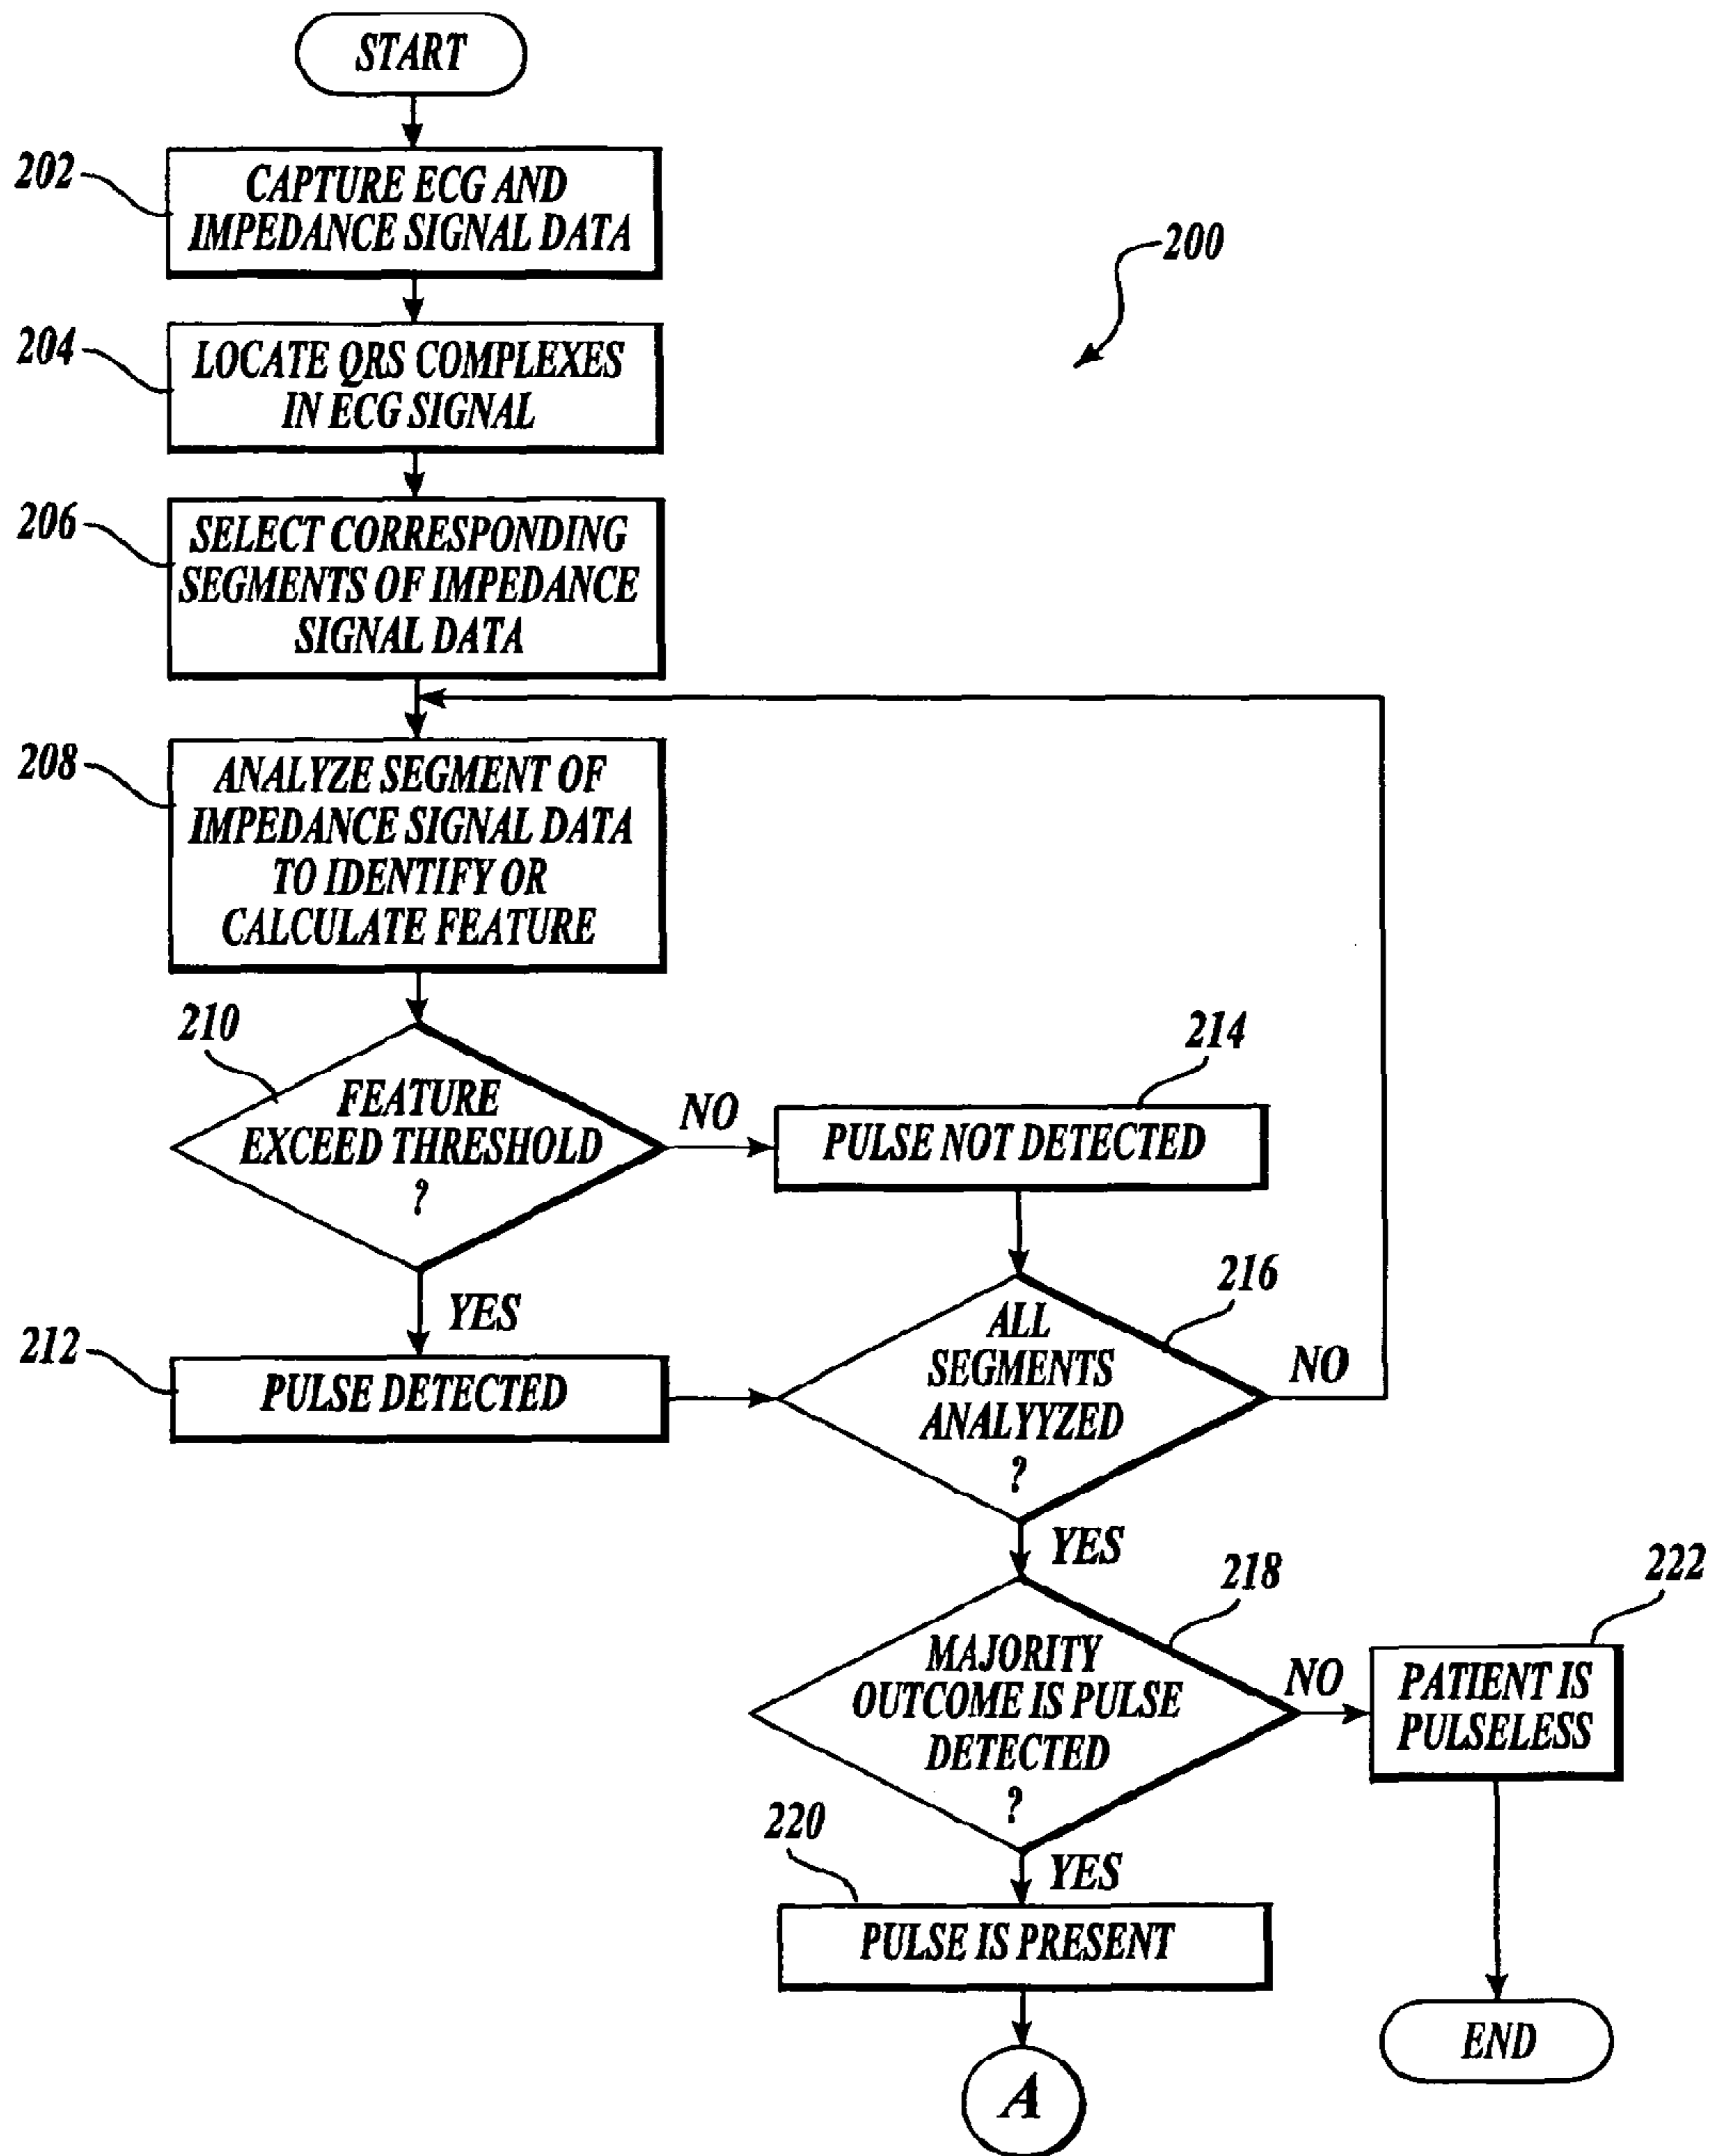 START
202
CAPTURE ECG AND
IMPEDANCE SIGNAL DATA
200
204
LOCATE QRS COMPLEXES
IN ECG SIGNAL
206
SELECT CORRESPONDING
SEGMENTS OF IMPEDANCE
SIGNAL DATA
208
ANALYZE SEGMENT OF
IMPEDANCE SIGNAL DATA
TO IDENTIFY OR
CALCULATE FEATURE
210
FEATURE
EXCEED THRESHOLD
?
NO
214
PULSE NOT DETECTED
YES
212
PULSE DETECTED
216
ALL
SEGMENTS
ANALYYZED
?
NO
YES
218
MAJORITY
OUTCOME IS PULSE
DETECTED
?
NO
222
PATIENT IS
PULSELESS
YES
220
PULSE IS PRESENT
END
A